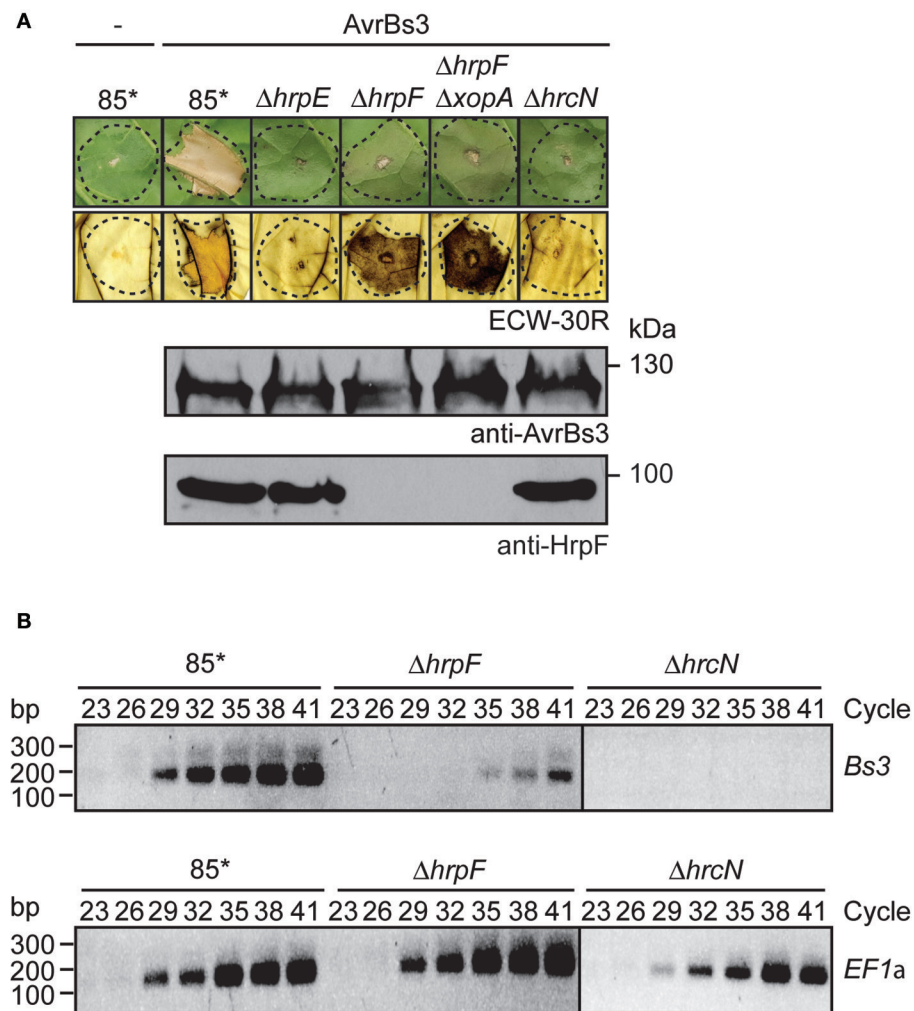 A
- AvrBs3
ΔhrpF
85* 85* ΔhrpE ΔhrpF ΔxopA ΔhrcN
ECW-30R
kDa
130
anti-AvrBs3
100
anti-HrpF
B
85* ΔhrpF ΔhrcN
bp 23 26 29 32 35 38 41 23 26 29 32 35 38 41 23 26 29 32 35 38 41 Cycle
300
200 Bs3
100
85* ΔhrpF ΔhrcN
bp 23 26 29 32 35 38 41 23 26 29 32 35 38 41 23 26 29 32 35 38 41 Cycle
300
200 EF1a
100